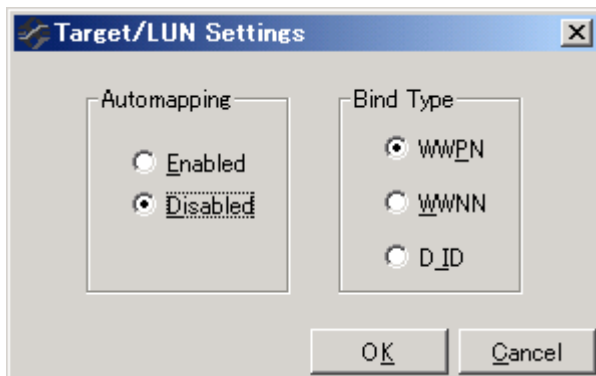 Target/LUN Settings
Automapping
Enabled
Disabled
Bind Type
WWPN
WWNN
D_ID
OK
Cancel